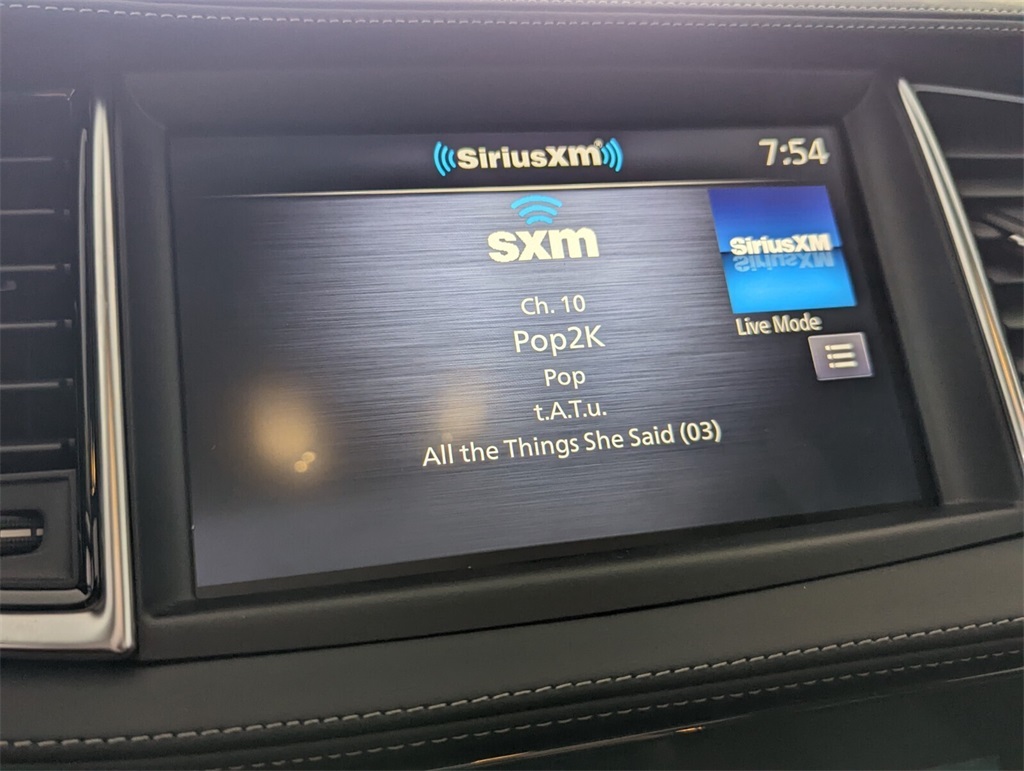 SiriusXM®
7:54
sxm
SiriusXM
Ch. 10
Live Mode
Pop2K
Pop
t.A.T.u.
All the Things She Said (03)